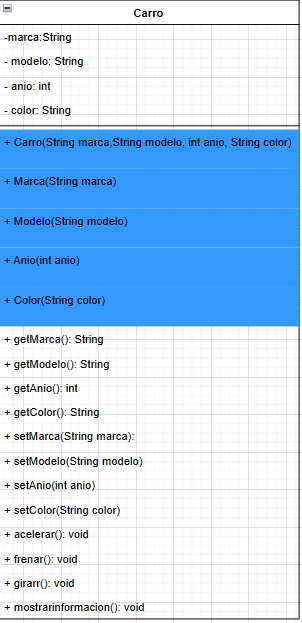 Carro
-marca:String
- modelo: String
- anio: int
- color: String
+ Carro(String marca,String modelo, int anio, String color)
+ Marca(String marca)
+ Modelo(String modelo)
+ Anio(int anio)
+ Color(String color)
+ getMarca(): String
+ getModelo(): String
+ getAnio(): int
+ getColor(): String
+ setMarca(String marca):
+ setModelo(String modelo)
+ setAnio(int anio)
+ setColor(String color)
+ acelerar(): void
+ frenar(): void
+ girarr(): void
+ mostrarinformacion(): void